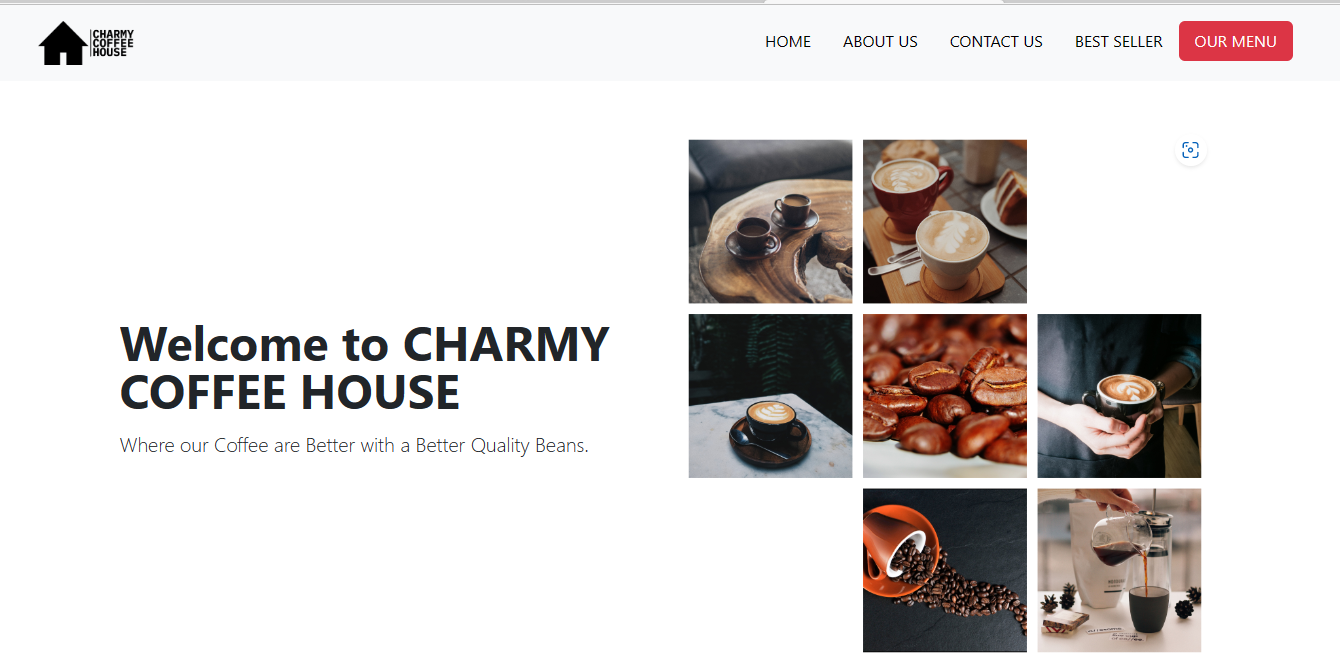 CHARMY
COFFEE
HOUSE
HOME ABOUT US CONTACT US BEST SELLER OUR MENU
Welcome to CHARMY
COFFEE HOUSE
Where our Coffee are Better with a Better Quality Beans.